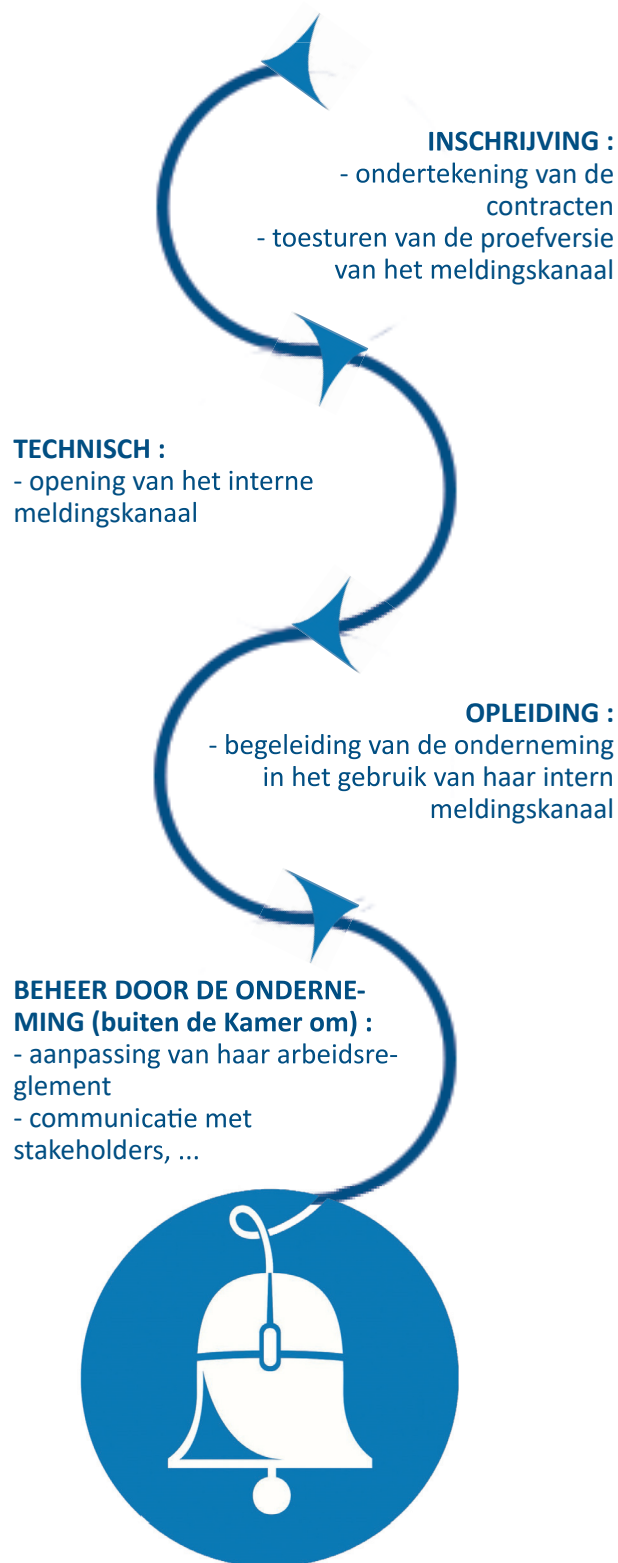 INSCHRIJVING :
- ondertekening van de
contracten
- toesturen van de proefversie
van het meldingskanaal
TECHNISCH :
- opening van het interne
meldingskanaal
OPLEIDING :
- begeleiding van de onderneming
in het gebruik van haar intern
meldingskanaal
BEHEER DOOR DE ONDERNE-
MING (buiten de Kamer om) :
- aanpassing van haar arbeidsre-
glement
- communicatie met
stakeholders, ...